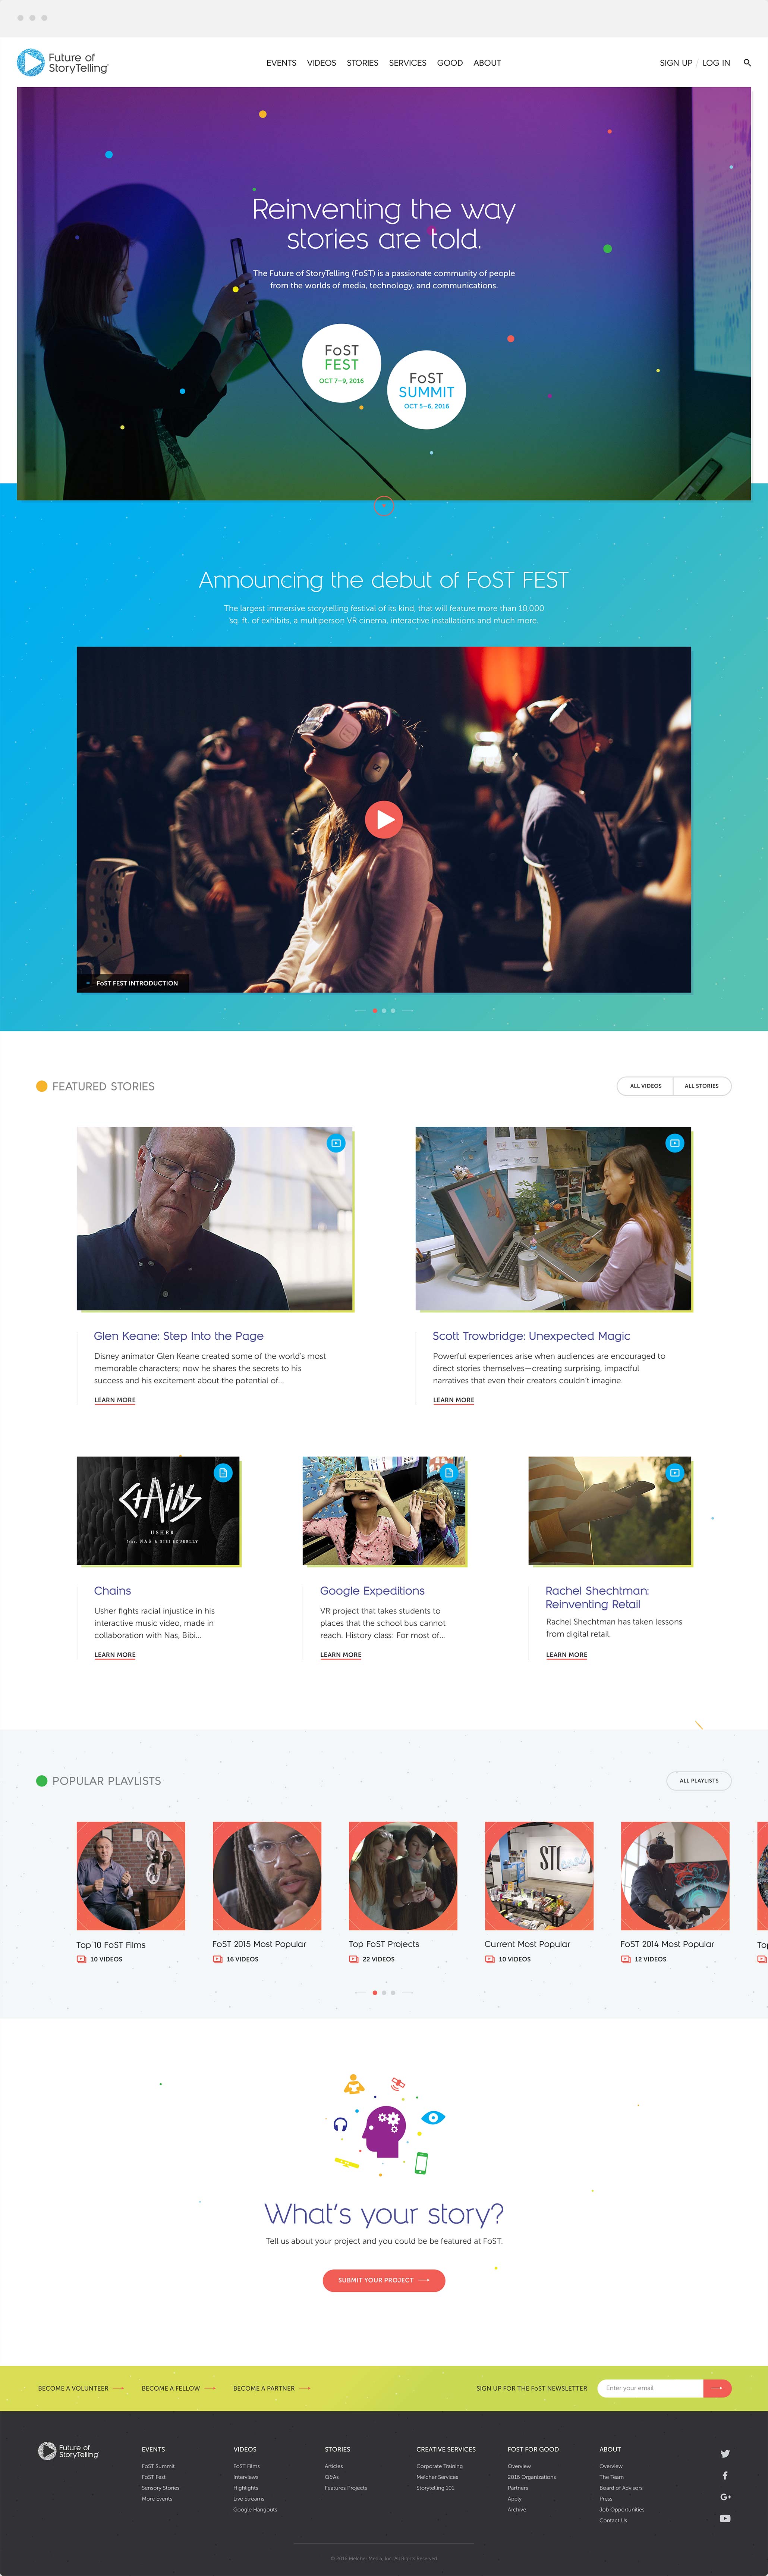 Future of
StoryTelling
EVENTS VIDEOS STORIES SERVICES GOOD ABOUT
SIGN UP / LOG IN
Reinventing the way
stories are told.
The Future of StoryTelling (FoST) is a passionate community of people
from the worlds of media, technology, and communications.
FoST
FEST
OCT 7–9, 2016
FoST
SUMMIT
OCT 5–6, 2016
Announcing the debut of FoST FEST
The largest immersive storytelling festival of its kind, that will feature more than 10,000
sq. ft. of exhibits, a multiperson VR cinema, interactive installations and much more.
FoST FEST INTRODUCTION
FEATURED STORIES
ALL VIDEOS
ALL STORIES
Glen Keane: Step Into the Page
Disney animator Glen Keane created some of the world's most
memorable characters; now he shares the secrets to his
success and his excitement about the potential of...
LEARN MORE
Scott Trowbridge: Unexpected Magic
Powerful experiences arise when audiences are encouraged to
direct stories themselves—creating surprising, impactful
narratives that even their creators couldn't imagine.
LEARN MORE
CHAINS
USHER
feat. NAS & BIBI BOURELLY
Chains
Usher fights racial injustice in his
interactive music video, made in
collaboration with Nas, Bibi...
LEARN MORE
Google Expeditions
VR project that takes students to
places that the school bus cannot
reach. History class: For most of...
LEARN MORE
Rachel Shechtman:
Reinventing Retail
Rachel Shechtman has taken lessons
from digital retail.
LEARN MORE
POPULAR PLAYLISTS
ALL PLAYLISTS
Top 10 FoST Films
10 VIDEOS
FoST 2015 Most Popular
16 VIDEOS
Top FoST Projects
22 VIDEOS
Current Most Popular
10 VIDEOS
FoST 2014 Most Popular
12 VIDEOS
What's your story?
Tell us about your project and you could be be featured at FoST.
SUBMIT YOUR PROJECT
BECOME A VOLUNTEER
BECOME A FELLOW
BECOME A PARTNER
SIGN UP FOR THE FoST NEWSLETTER
Enter your email
Future of
StoryTelling
EVENTS
FoST Summit
FoST Fest
Sensory Stories
More Events
VIDEOS
FoST Films
Interviews
Highlights
Live Streams
Google Hangouts
STORIES
Articles
Q&As
Features Projects
CREATIVE SERVICES
Corporate Training
Melcher Services
Storytelling 101
FOST FOR GOOD
Overview
2016 Organizations
Partners
Apply
Archive
ABOUT
Overview
The Team
Board of Advisors
Press
Job Opportunities
Contact Us
G+
© 2016 Melcher Media, Inc. All Rights Reserved.